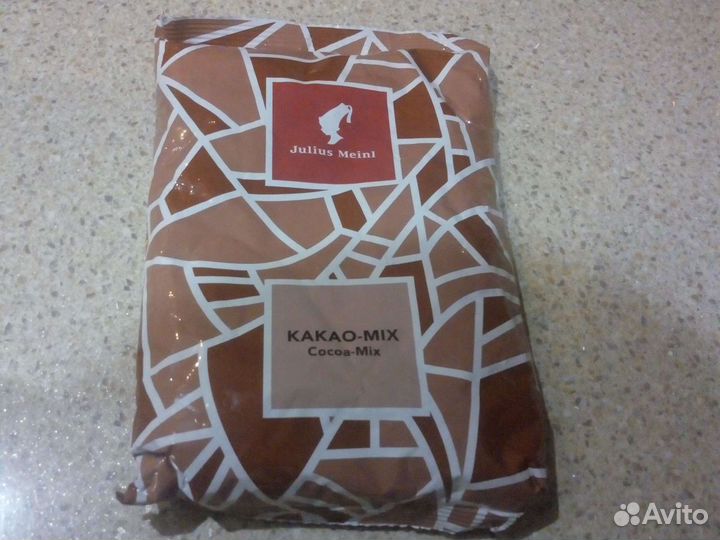 Julius Meinl
KAKAO-MIX
Cocoa-Mix
Avito